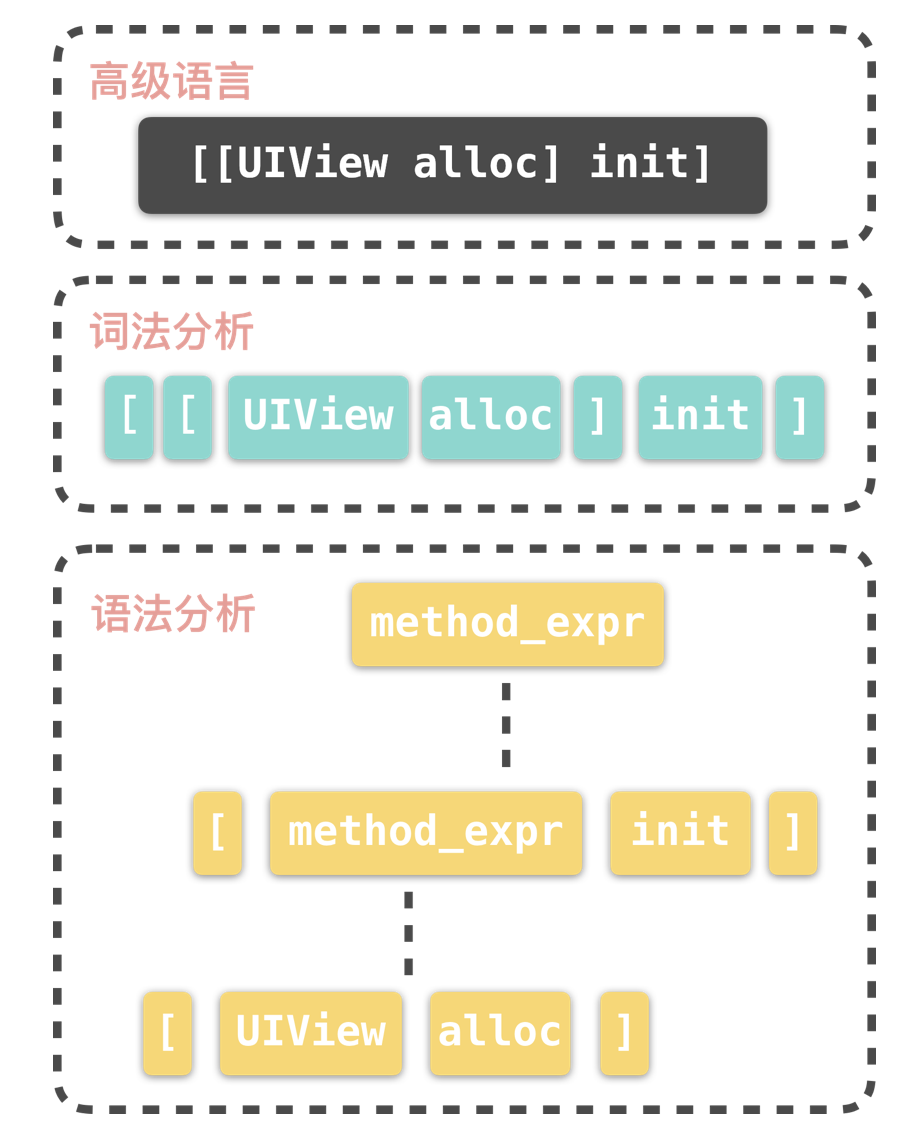 高级语言
[[UIView alloc] init]
词法分析
[ [ UIView alloc ] init ]
语法分析
method_expr
[ method_expr init ]
[ UIView alloc ]